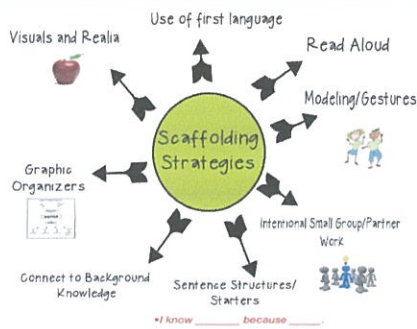 Use of first language
Visuals and Realia
Read Aloud
Modeling/Gestures
Scaffolding
Strategies
Graphic
Organizers
Intentional Small Group/Partner
Work
Connect to Background
Knowledge
Sentence Structures/
Starters
•I know ______ because _____.